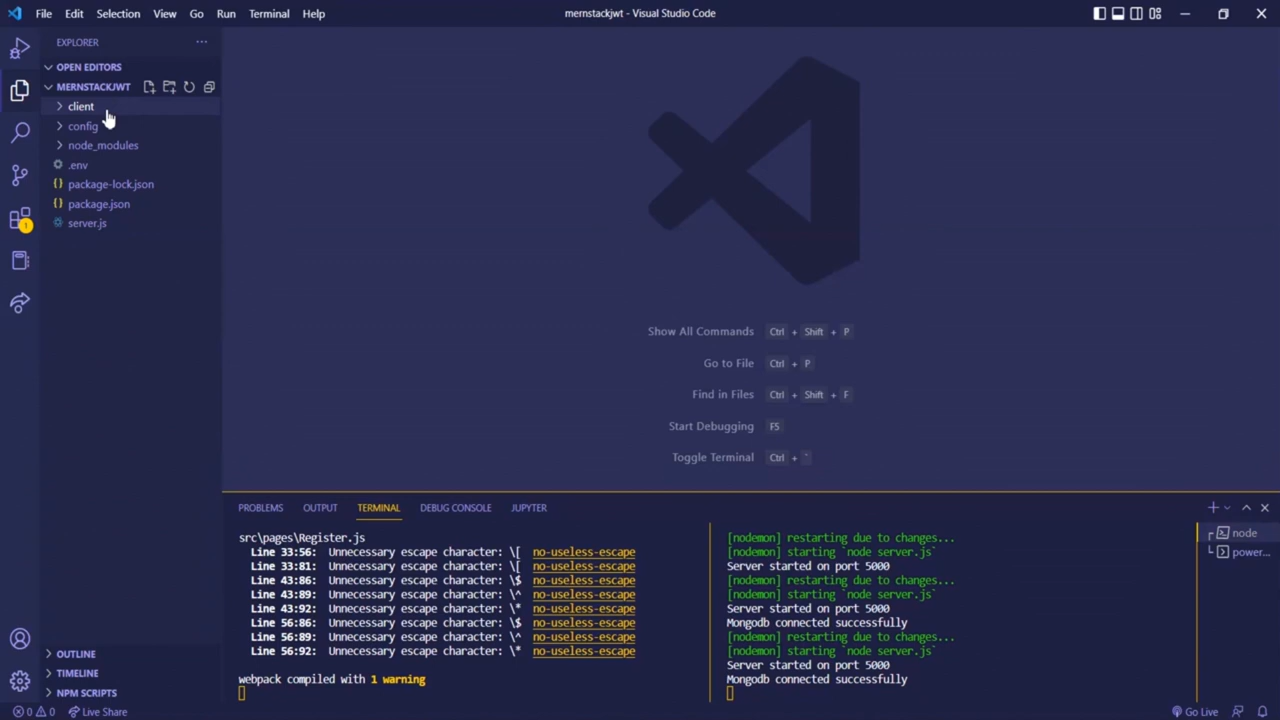 File Edit Selection View Go Run Terminal Help
mernstackjwt - Visual Studio Code
EXPLORER
OPEN EDITORS
MERNSTACKJWT
client
config
node_modules
.env
package-lock.json
package.json
server.js
1
OUTLINE
TIMELINE
NPM SCRIPTS
Show All Commands Ctrl + Shift + P
Go to File Ctrl + P
Find in Files Ctrl + Shift + F
Start Debugging F5
Toggle Terminal Ctrl + `
PROBLEMS OUTPUT TERMINAL DEBUG CONSOLE JUPYTER
src\pages\Register.js
Line 33:56: Unnecessary escape character: \[ no-useless-escape
Line 33:81: Unnecessary escape character: \[ no-useless-escape
Line 43:86: Unnecessary escape character: \$ no-useless-escape
Line 43:89: Unnecessary escape character: \^ no-useless-escape
Line 43:92: Unnecessary escape character: \* no-useless-escape
Line 56:86: Unnecessary escape character: \$ no-useless-escape
Line 56:89: Unnecessary escape character: \^ no-useless-escape
Line 56:92: Unnecessary escape character: \* no-useless-escape
webpack compiled with 1 warning
[nodemon] restarting due to changes...
[nodemon] starting `node server.js`
Server started on port 5000
[nodemon] restarting due to changes...
[nodemon] starting `node server.js`
Server started on port 5000
Mongodb connected successfully
[nodemon] restarting due to changes...
[nodemon] starting `node server.js`
Server started on port 5000
Mongodb connected successfully
node
power...
0 0 Live Share
Go Live